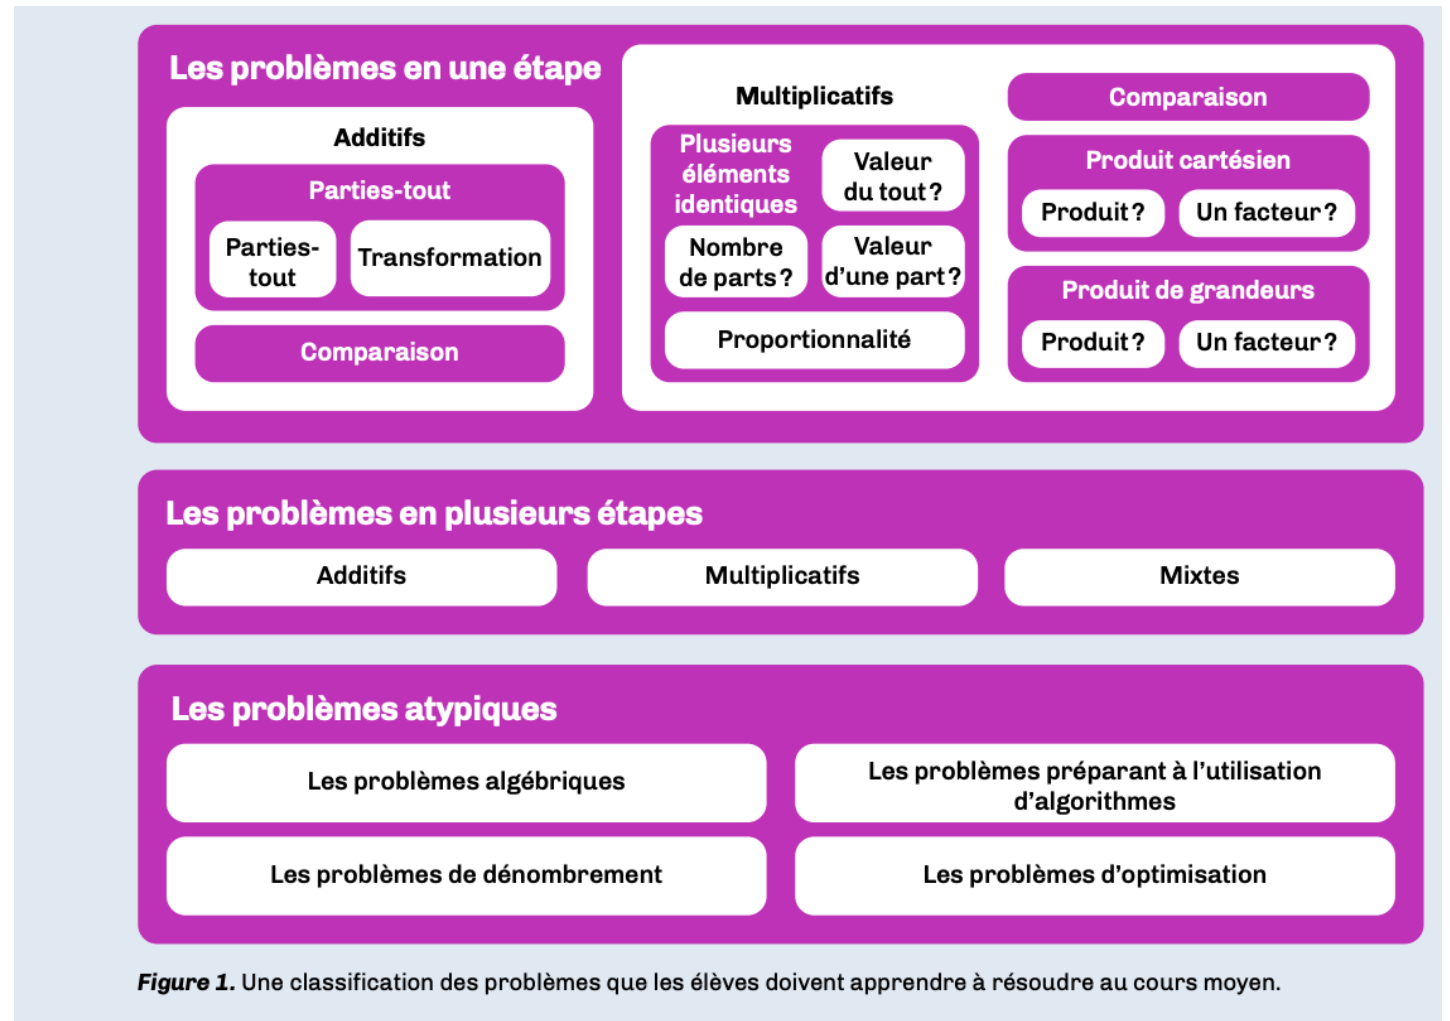 Les problèmes en une étape
Additifs
Parties-tout
Parties-
tout
Transformation
Comparaison
Multiplicatifs
Plusieurs
éléments
identiques
Valeur
du tout ?
Nombre
de parts ?
Valeur
d’une part ?
Proportionnalité
Comparaison
Produit cartésien
Produit ?
Un facteur ?
Produit de grandeurs
Produit ?
Un facteur ?
Les problèmes en plusieurs étapes
Additifs
Multiplicatifs
Mixtes
Les problèmes atypiques
Les problèmes algébriques
Les problèmes préparant à l’utilisation
d’algorithmes
Les problèmes de dénombrement
Les problèmes d’optimisation
Figure 1. Une classification des problèmes que les élèves doivent apprendre à résoudre au cours moyen.